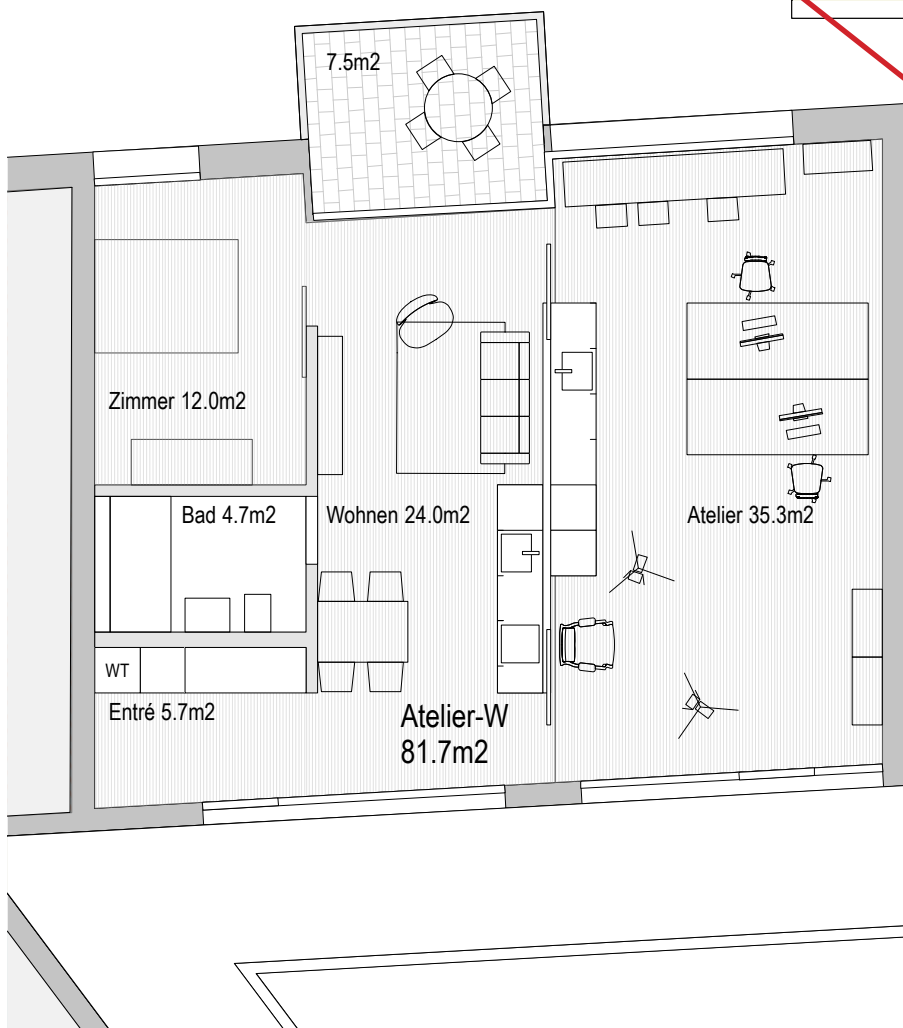 7.5m2
Zimmer 12.0m2
Bad 4.7m2
Wohnen 24.0m2
Atelier 35.3m2
WT
Entré 5.7m2
Atelier-W
81.7m2